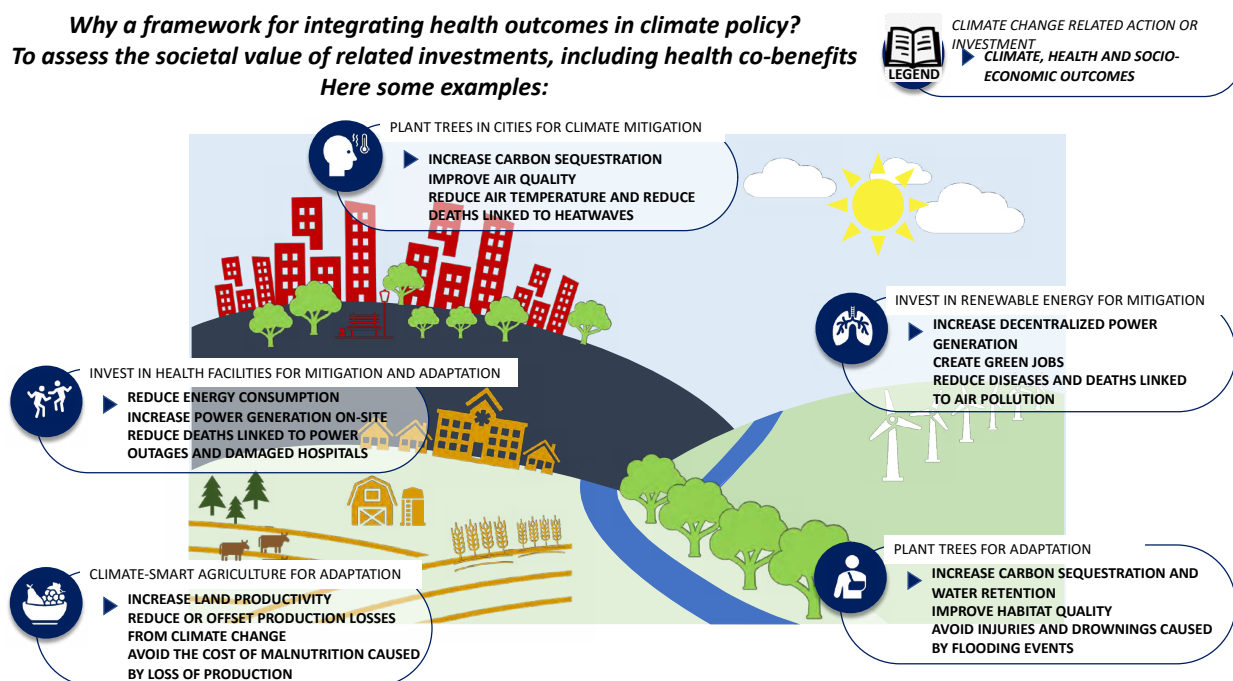 Why a framework for integrating health outcomes in climate policy?
To assess the societal value of related investments, including health co-benefits
Here some examples:
LEGEND
CLIMATE CHANGE RELATED ACTION OR
INVESTMENT
CLIMATE, HEALTH AND SOCIO-
ECONOMIC OUTCOMES
PLANT TREES IN CITIES FOR CLIMATE MITIGATION
INCREASE CARBON SEQUESTRATION
IMPROVE AIR QUALITY
REDUCE AIR TEMPERATURE AND REDUCE
DEATHS LINKED TO HEATWAVES
INVEST IN RENEWABLE ENERGY FOR MITIGATION
INCREASE DECENTRALIZED POWER
GENERATION
CREATE GREEN JOBS
REDUCE DISEASES AND DEATHS LINKED
TO AIR POLLUTION
INVEST IN HEALTH FACILITIES FOR MITIGATION AND ADAPTATION
REDUCE ENERGY CONSUMPTION
INCREASE POWER GENERATION ON-SITE
REDUCE DEATHS LINKED TO POWER
OUTAGES AND DAMAGED HOSPITALS
PLANT TREES FOR ADAPTATION
INCREASE CARBON SEQUESTRATION AND
WATER RETENTION
IMPROVE HABITAT QUALITY
AVOID INJURIES AND DROWNINGS CAUSED
BY FLOODING EVENTS
CLIMATE-SMART AGRICULTURE FOR ADAPTATION
INCREASE LAND PRODUCTIVITY
REDUCE OR OFFSET PRODUCTION LOSSES
FROM CLIMATE CHANGE
AVOID THE COST OF MALNUTRITION CAUSED
BY LOSS OF PRODUCTION